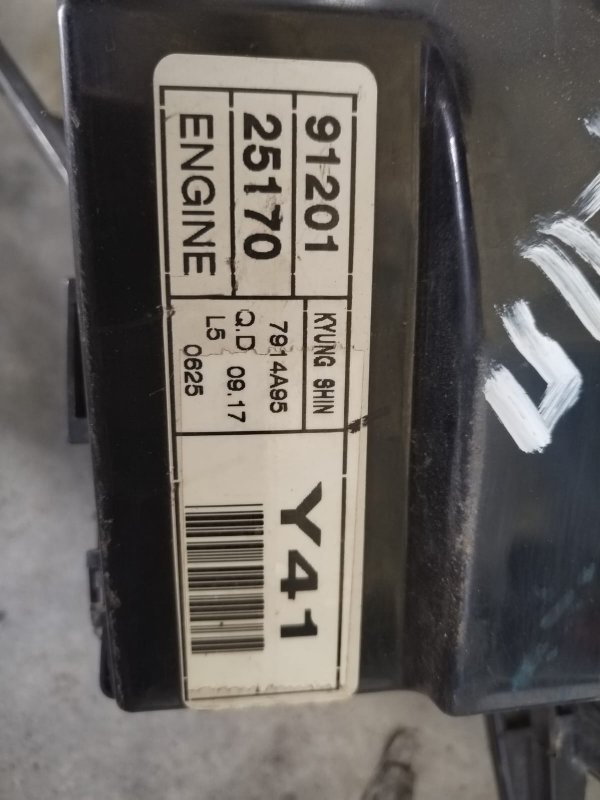 91201
25170
ENGINE
KYUNG SHIN
7914A95
Q.D 09.17
L5 0625
Y41